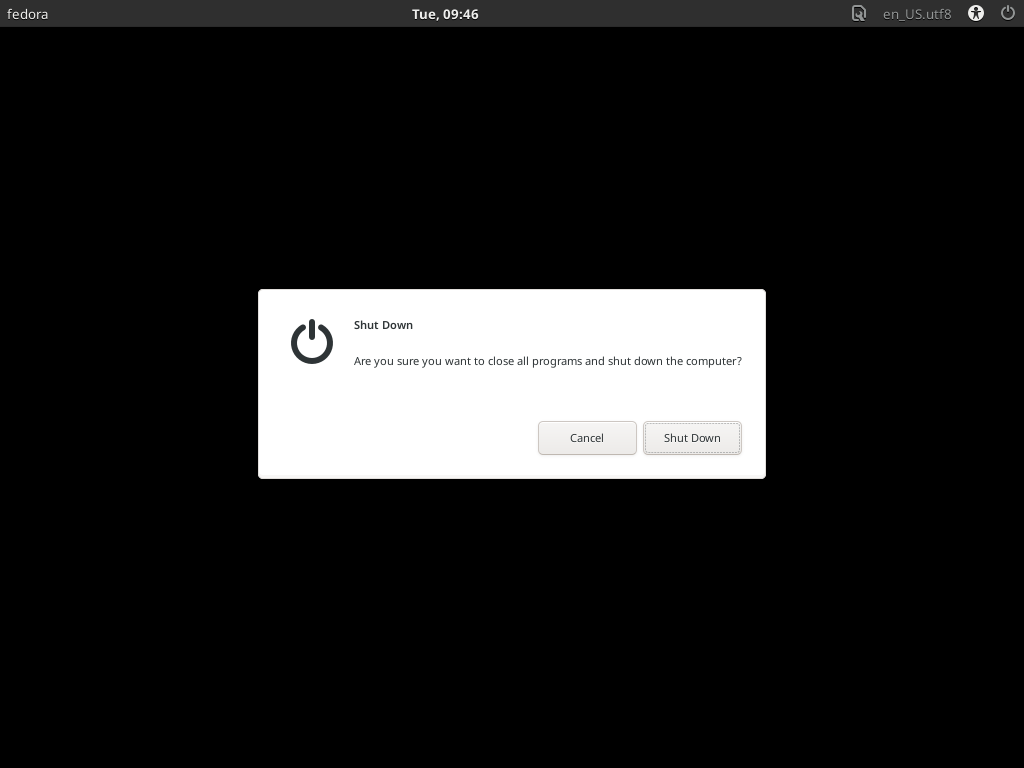 fedora
Tue, 09:46
en_US.utf8
Shut Down
Are you sure you want to close all programs and shut down the computer?
Cancel
Shut Down